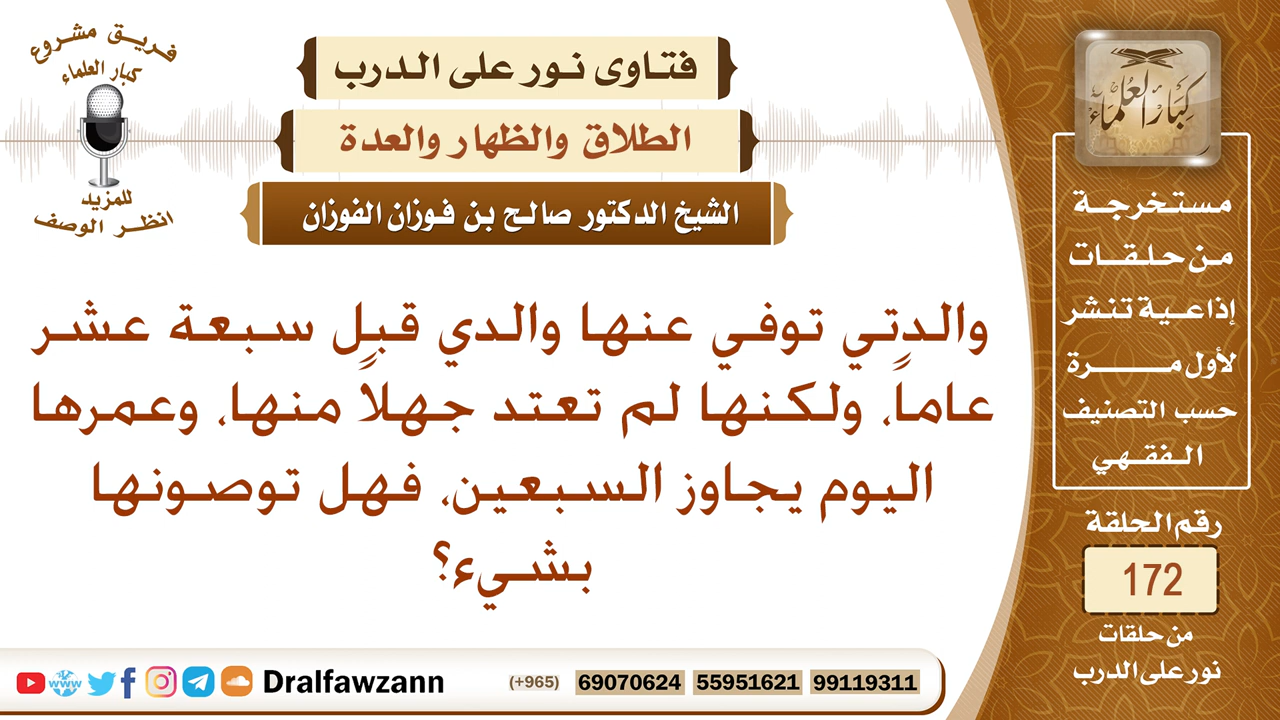 فريق مشروع
كبار العلماء
للمزيد
انظر الوصف
فتاوى نور على الدرب
الطلاق والظهار والعدة
الشيخ الدكتور صالح بن فوزان الفوزان
والدتي توفي عنها والدي قبل سبعة عشر
عاماً، ولكنها لم تعتد جهلاً منها، وعمرها
اليوم يجاوز السبعين، فهل توصونها
بشيء؟
كبار العلماء
مستخرجة
من حلقات
إذاعية تنشر
لأول مرة
حسب التصنيف
الفقهي
رقم الحلقة
172
من حلقات
نور على الدرب
www Dralfawzann (+965) 69070624 55951621 99119311